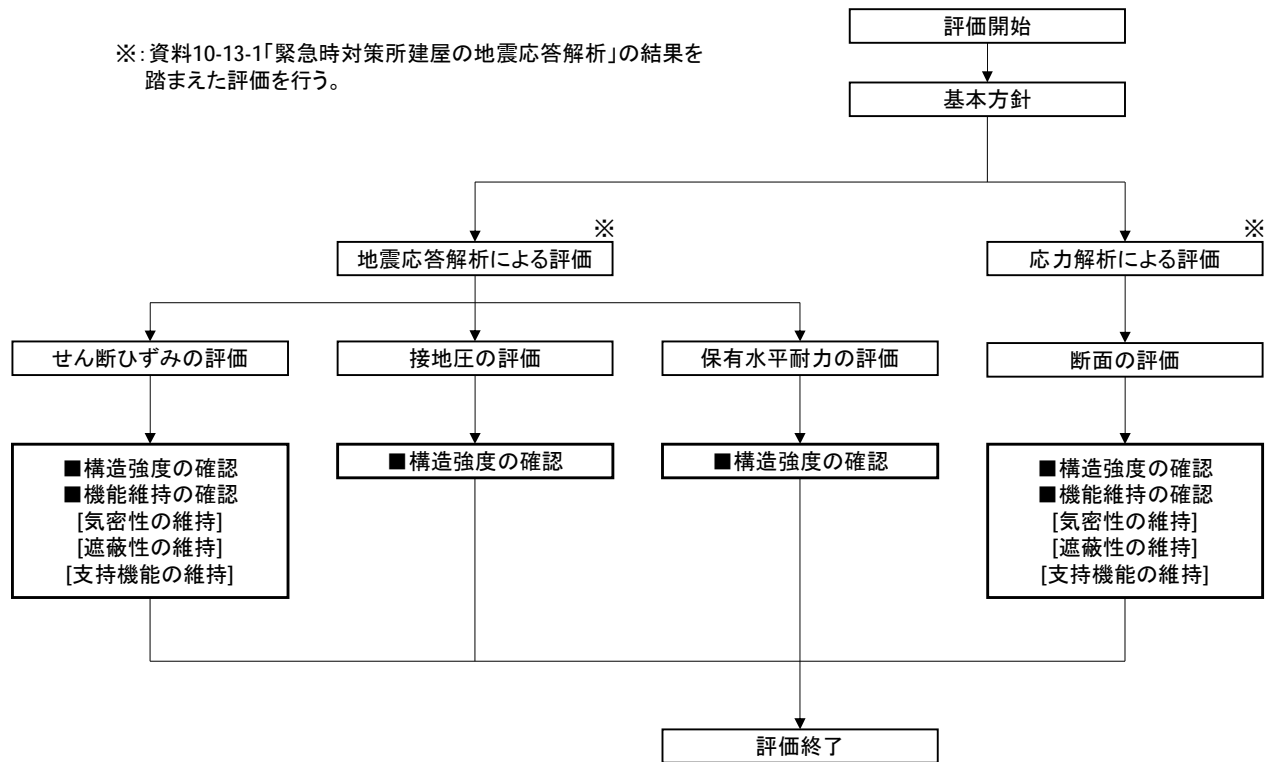 評価開始
※：資料10-13-1「緊急時対策所建屋の地震応答解析」の結果を
踏まえた評価を行う。
基本方針
※
※
地震応答解析による評価
応力解析による評価
せん断ひずみの評価
接地圧の評価
保有水平耐力の評価
断面の評価
■構造強度の確認
■機能維持の確認
[気密性の維持]
[遮蔽性の維持]
[支持機能の維持]
■構造強度の確認
■構造強度の確認
■構造強度の確認
■機能維持の確認
[気密性の維持]
[遮蔽性の維持]
[支持機能の維持]
評価終了